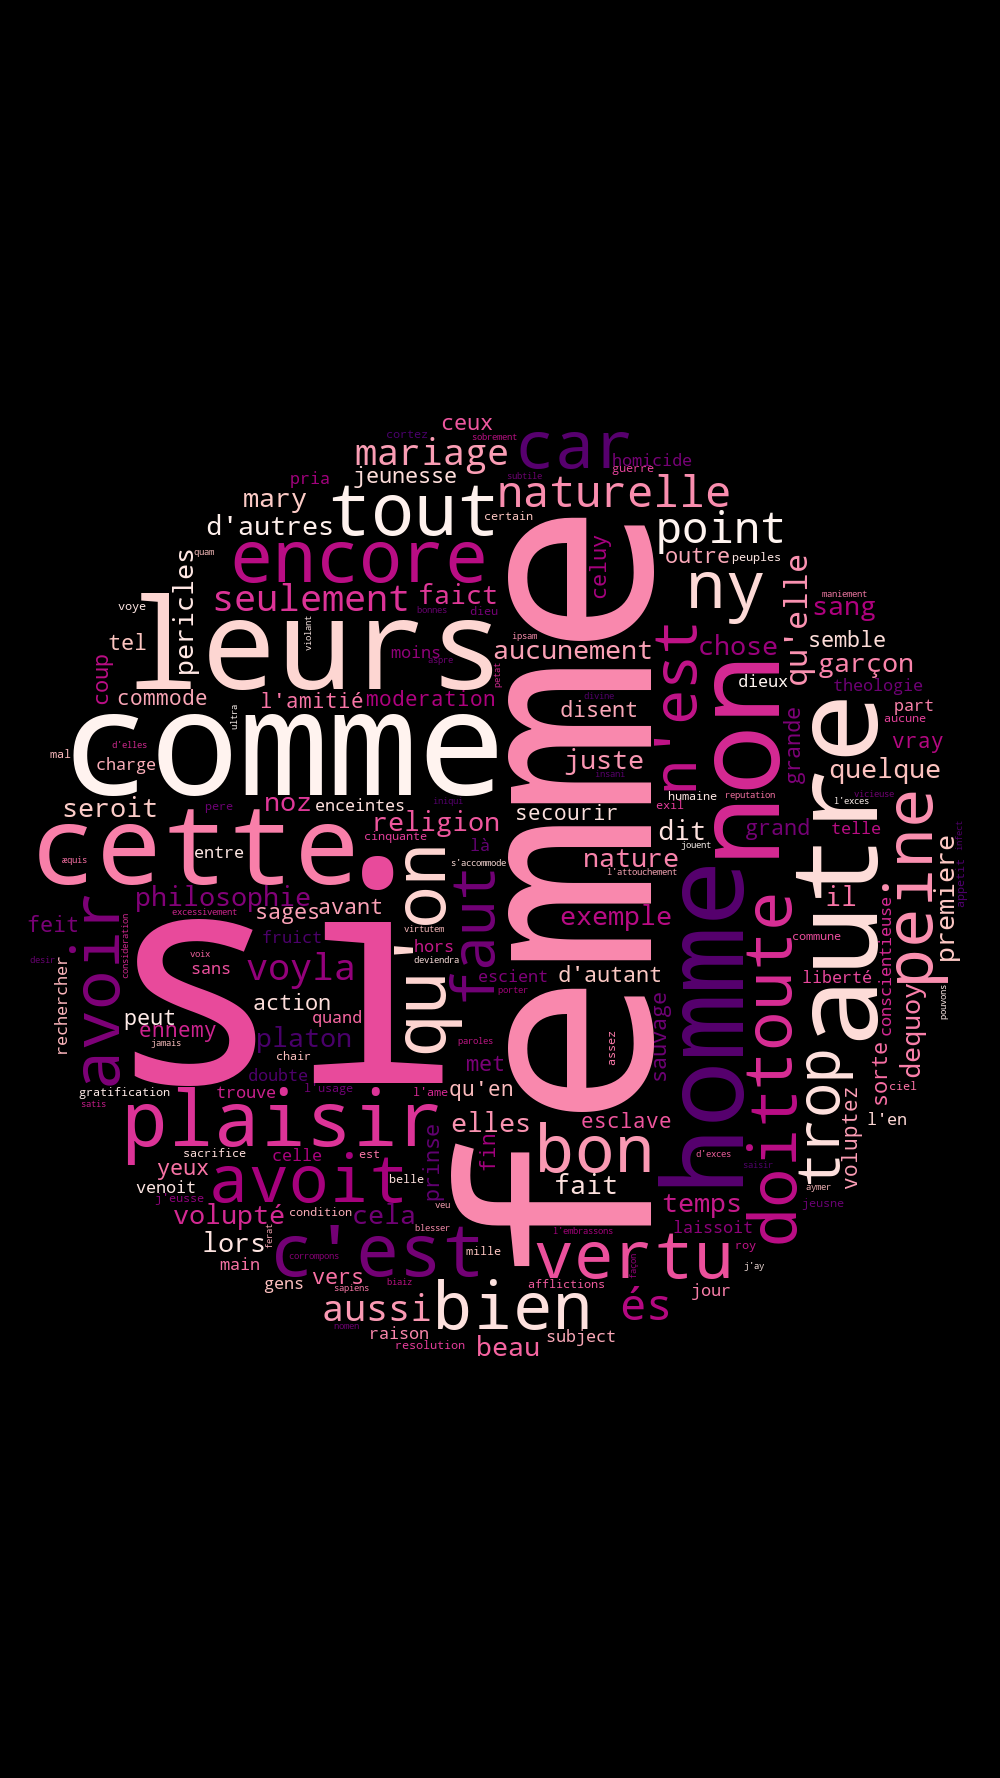 ceux
cortez
sobrement
car
mariage
homicide
guerre
jeunesse
subtile
pria
naturelle
mary
tout
certain
d'autres
point
encore
quam
pericles
celuy
outre
peuples
ny
qu'elle
seulement
faict
maniement
sang
voye
leurs
bonnes
dieu
violant
ipsam
n'est
tel
moins
aspre
aucunement
chose
semble
garçon
coup
petat
non
dieux
theologie
commode
l'amitié
moderation
divine
disent
part
aucune
ultra
grande
autre
vray
d'elles
mal
charge
comme
juste
insani
quelque
seroit
pere
noz
enceintes
iniqui
secourir
exil
humaine
reputation
l'exces
vicieuse
religion
cinquante
dit
grand
telle
infect
cette
entre
æquis
là
jouent
nature
s'accommode
l'attouchement
peine
premiere
appetit
philosophie
qu'on
faut
homme
il
feit
avoir
excessivement
sages
avant
exemple
doittoute
conscientieuse
consideration
fruict
virtutem
hors
commune
desir
voix
sans
voyla
deviendra
escient
d'autant
liberté
rechercher
si
action
porter
sauvage
dequoy
pouvons
peut
ennemy
quand
jamais
platon
paroles
assez
femme
chair
trop
sorte
doubte
met
ciel
gratification
trouve
l'usage
l'ame
qu'en
voluptez
satis
plaisir
elles
esclave
l'en
prinse
fin
sacrifice
celle
est
bon
d'exces
saisir
yeux
venoit
avoit
belle
fait
aymer
j'eusse
temps
jeusne
volupté
condition
cela
veu
blesser
l'embrassons
laissoit
lors
ferat
c'est
mille
vertu
roy
main
corrompons
j'ay
gens
vers
sapiens
biaiz
afflictions
façon
jour
aussi
bien
és
nomen
raison
resolution
beau
subject